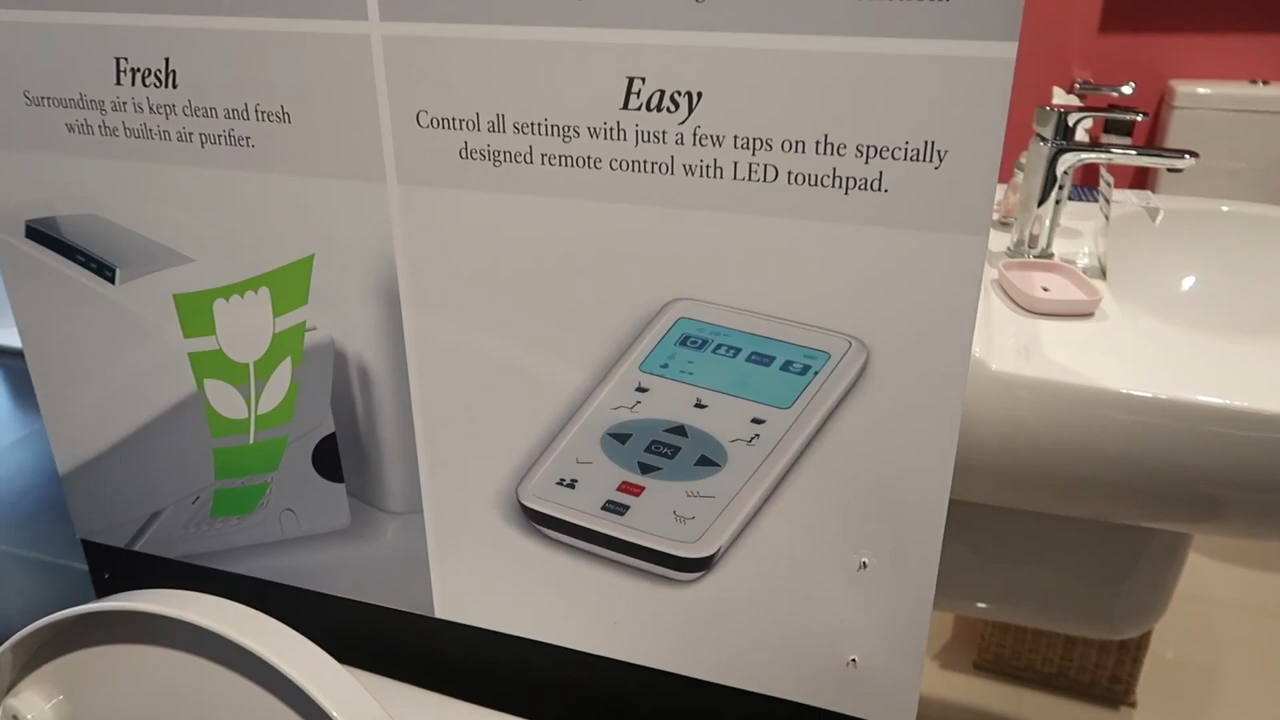 Fresh
Surrounding air is kept clean and fresh
with the built-in air purifier.
Easy
Control all settings with just a few taps on the specially
designed remote control with LED touchpad.
OK
STOP
MENU